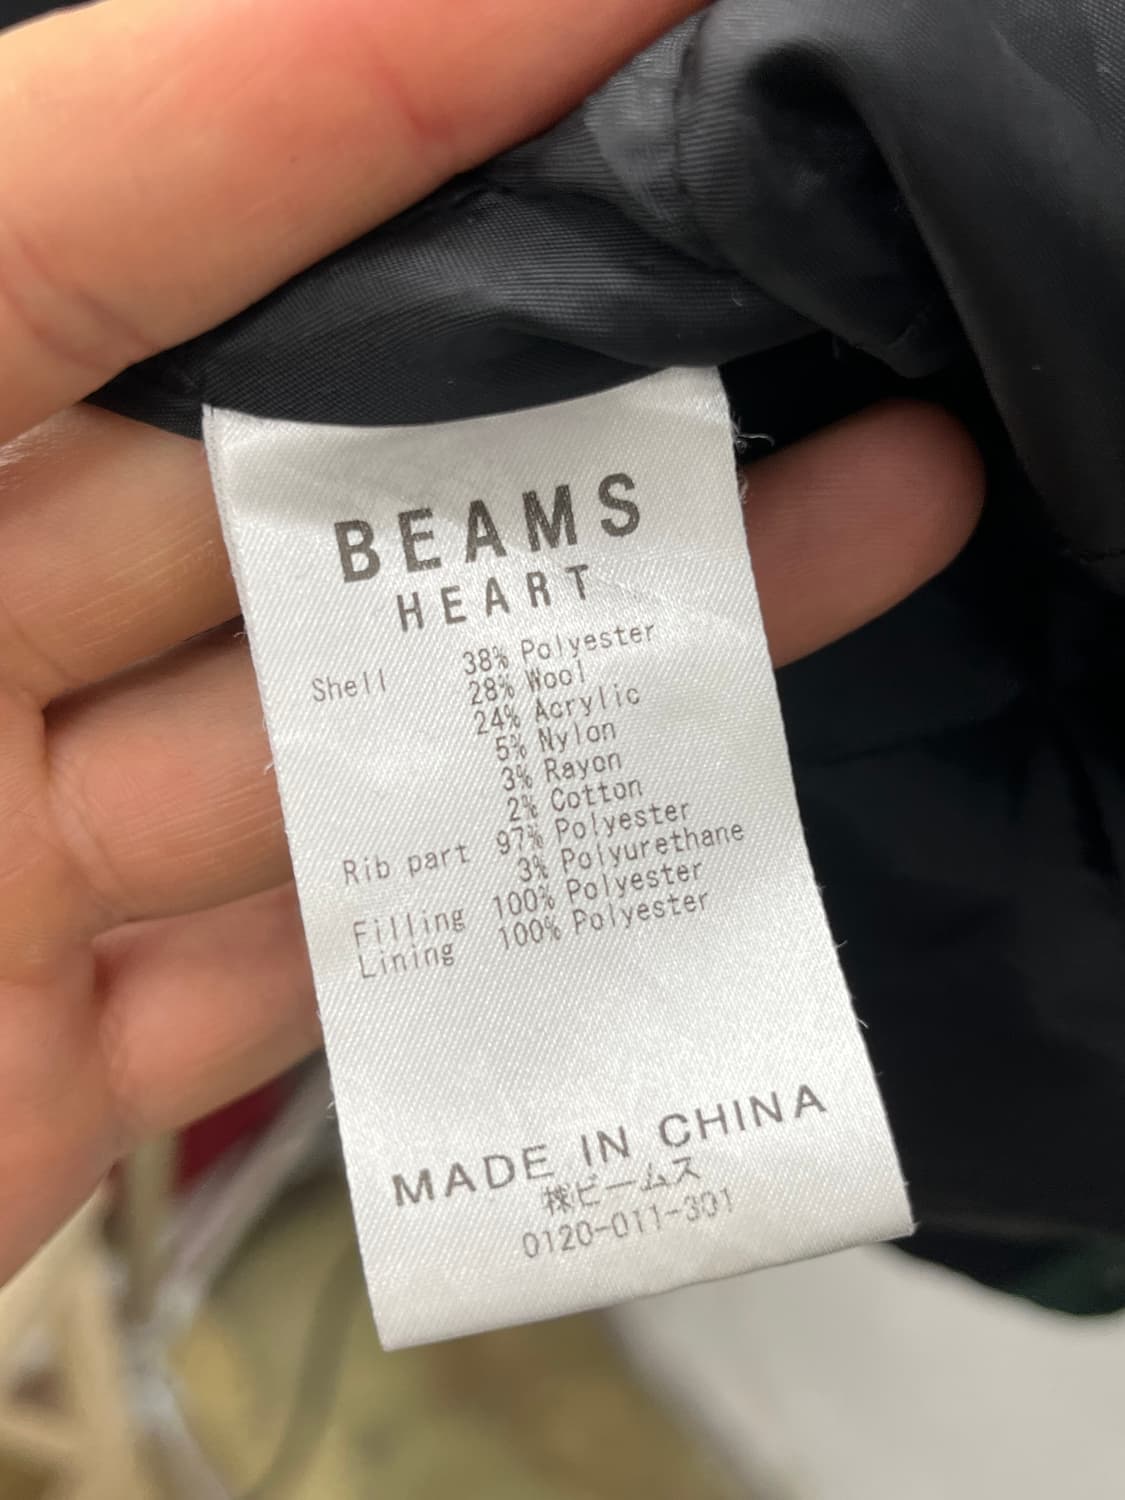 BEAMS
HEART
Shell 38% Polyester
28% Wool
24% Acrylic
5% Nylon
3% Rayon
2% Cotton
Rib part 97% Polyester
3% Polyurethane
Filling 100% Polyester
Lining 100% Polyester
MADE IN CHINA
㈱ビームス
0120-011-301